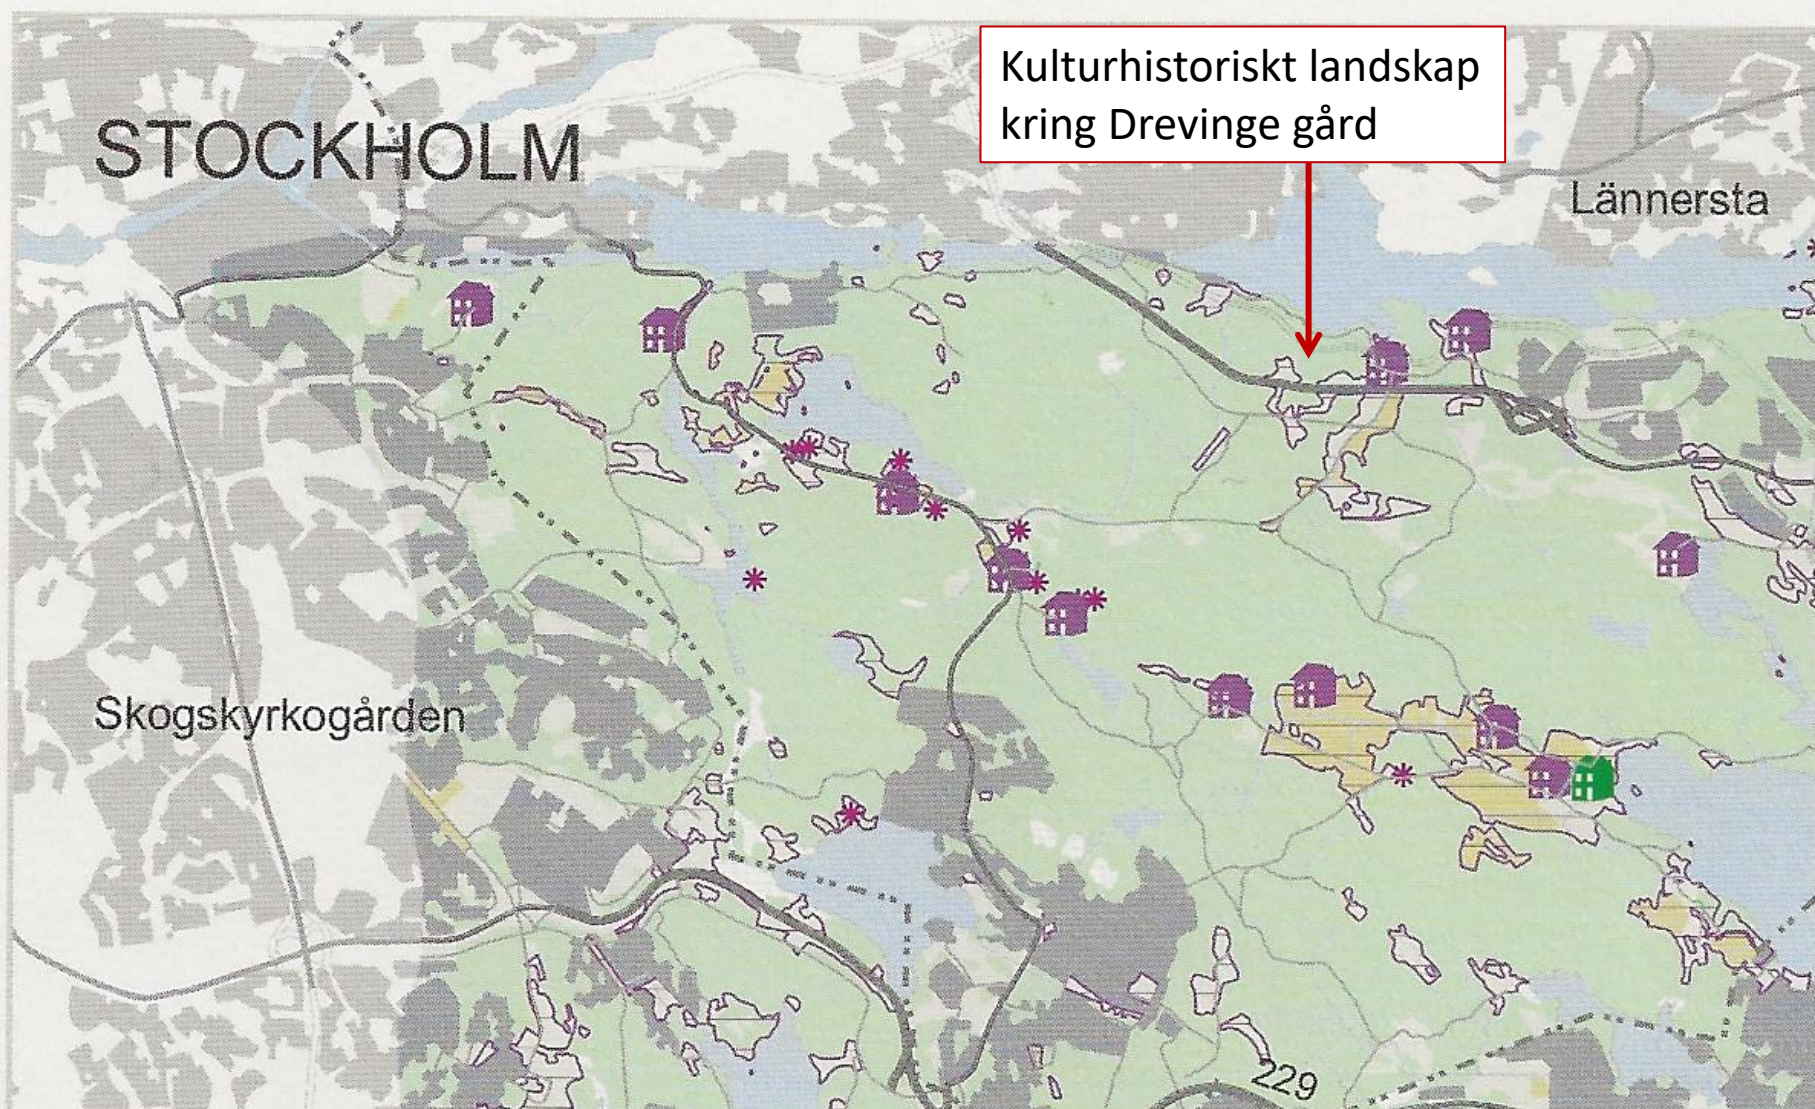 Kulturhistoriskt landskap
kring Drevinge gård
STOCKHOLM
Lännersta
Skogskyrkogården
229